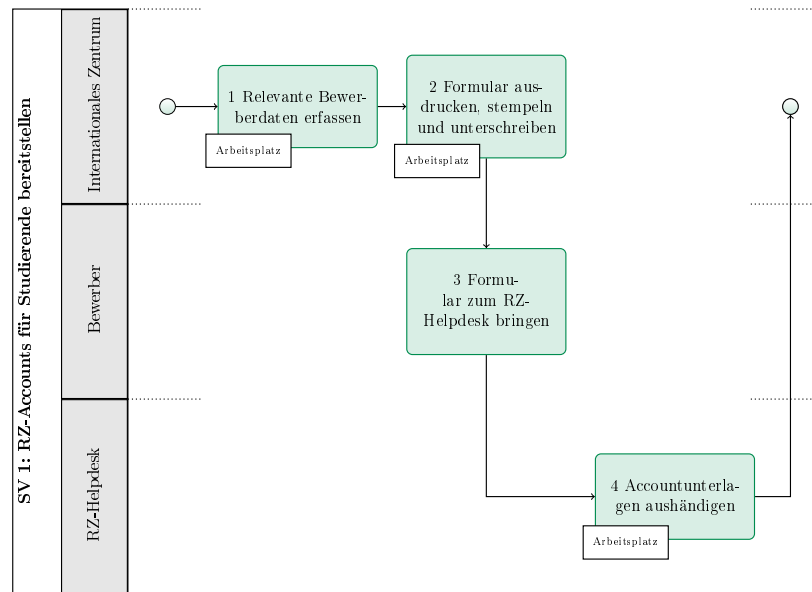 SV 1: RZ-Accounts für Studierende bereitstellen
Internationales Zentrum
1 Relevante Bewer-
berdaten erfassen
Arbeitsplatz
2 Formular aus-
drucken, stempeln
und unterschreiben
Arbeitsplatz
Bewerber
3 Formu-
lar zum RZ-
Helpdesk bringen
RZ-Helpdesk
4 Accountunterla-
gen aushändigen
Arbeitsplatz